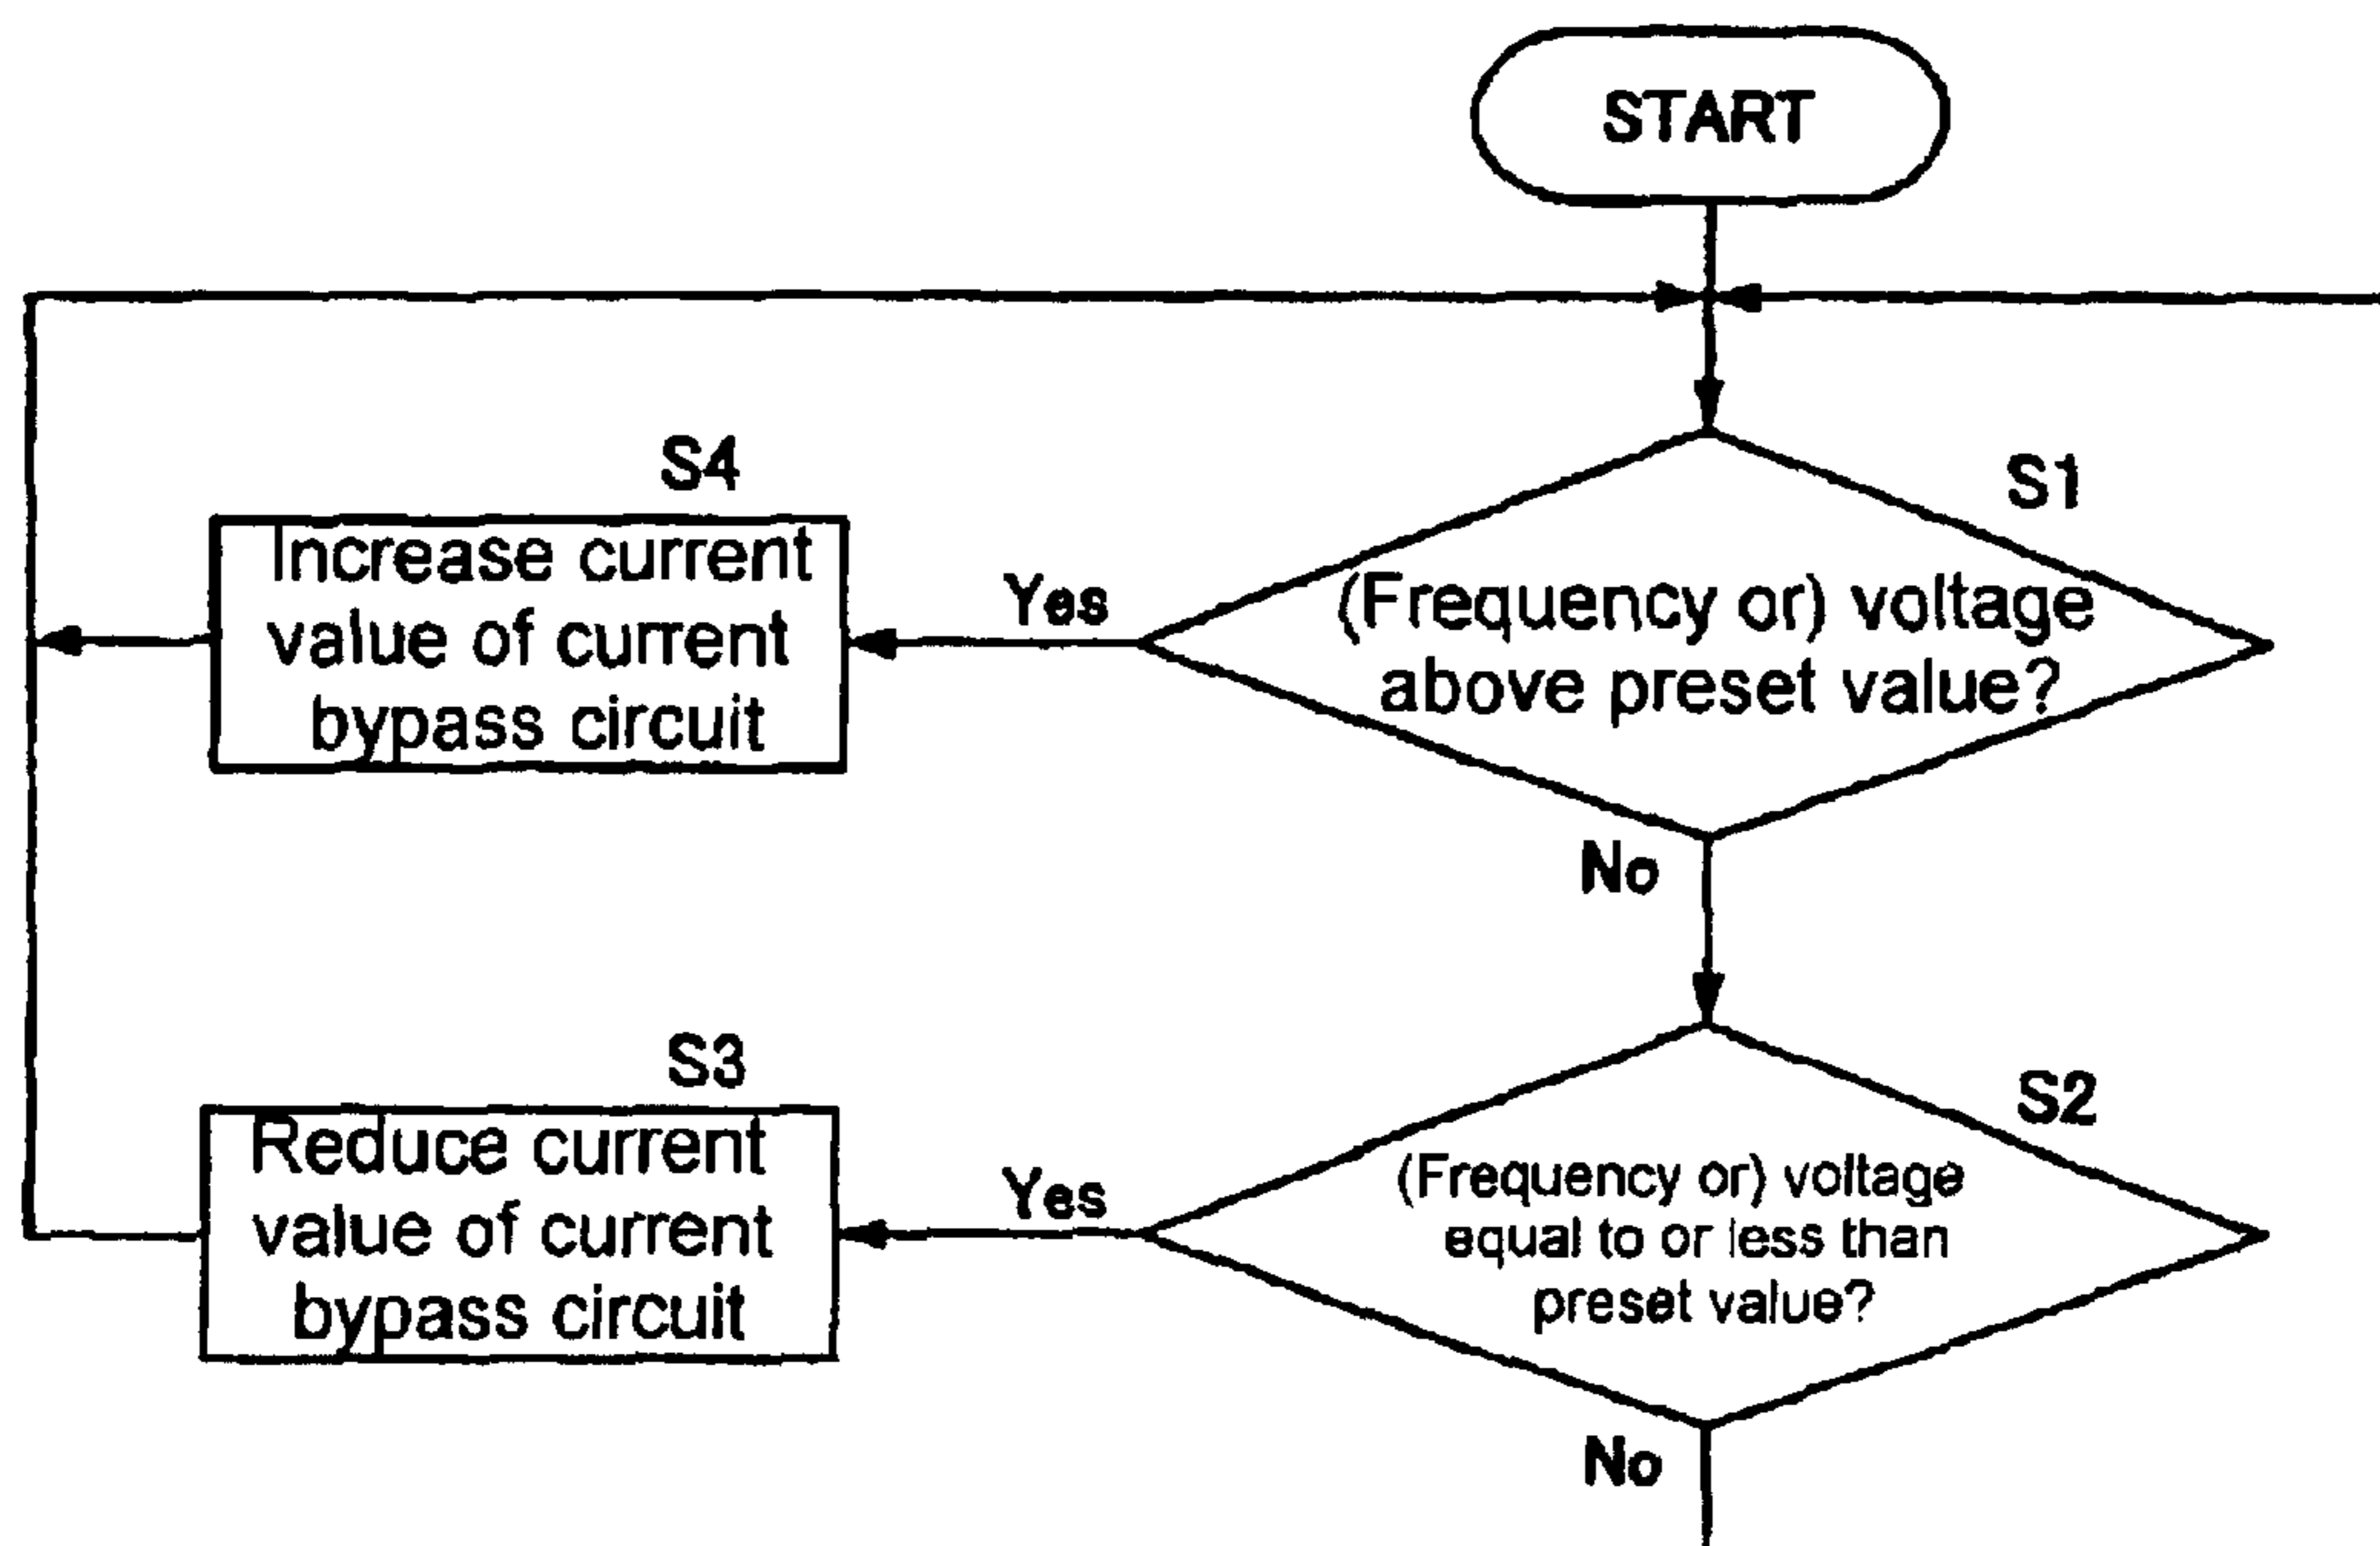 START
S4
Increase current
value of current
bypass circuit
Yes
S1
(Frequency or) voltage
above preset value?
No
S3
Reduce current
value of current
bypass circuit
Yes
S2
(Frequency or) voltage
equal to or less than
preset value?
No